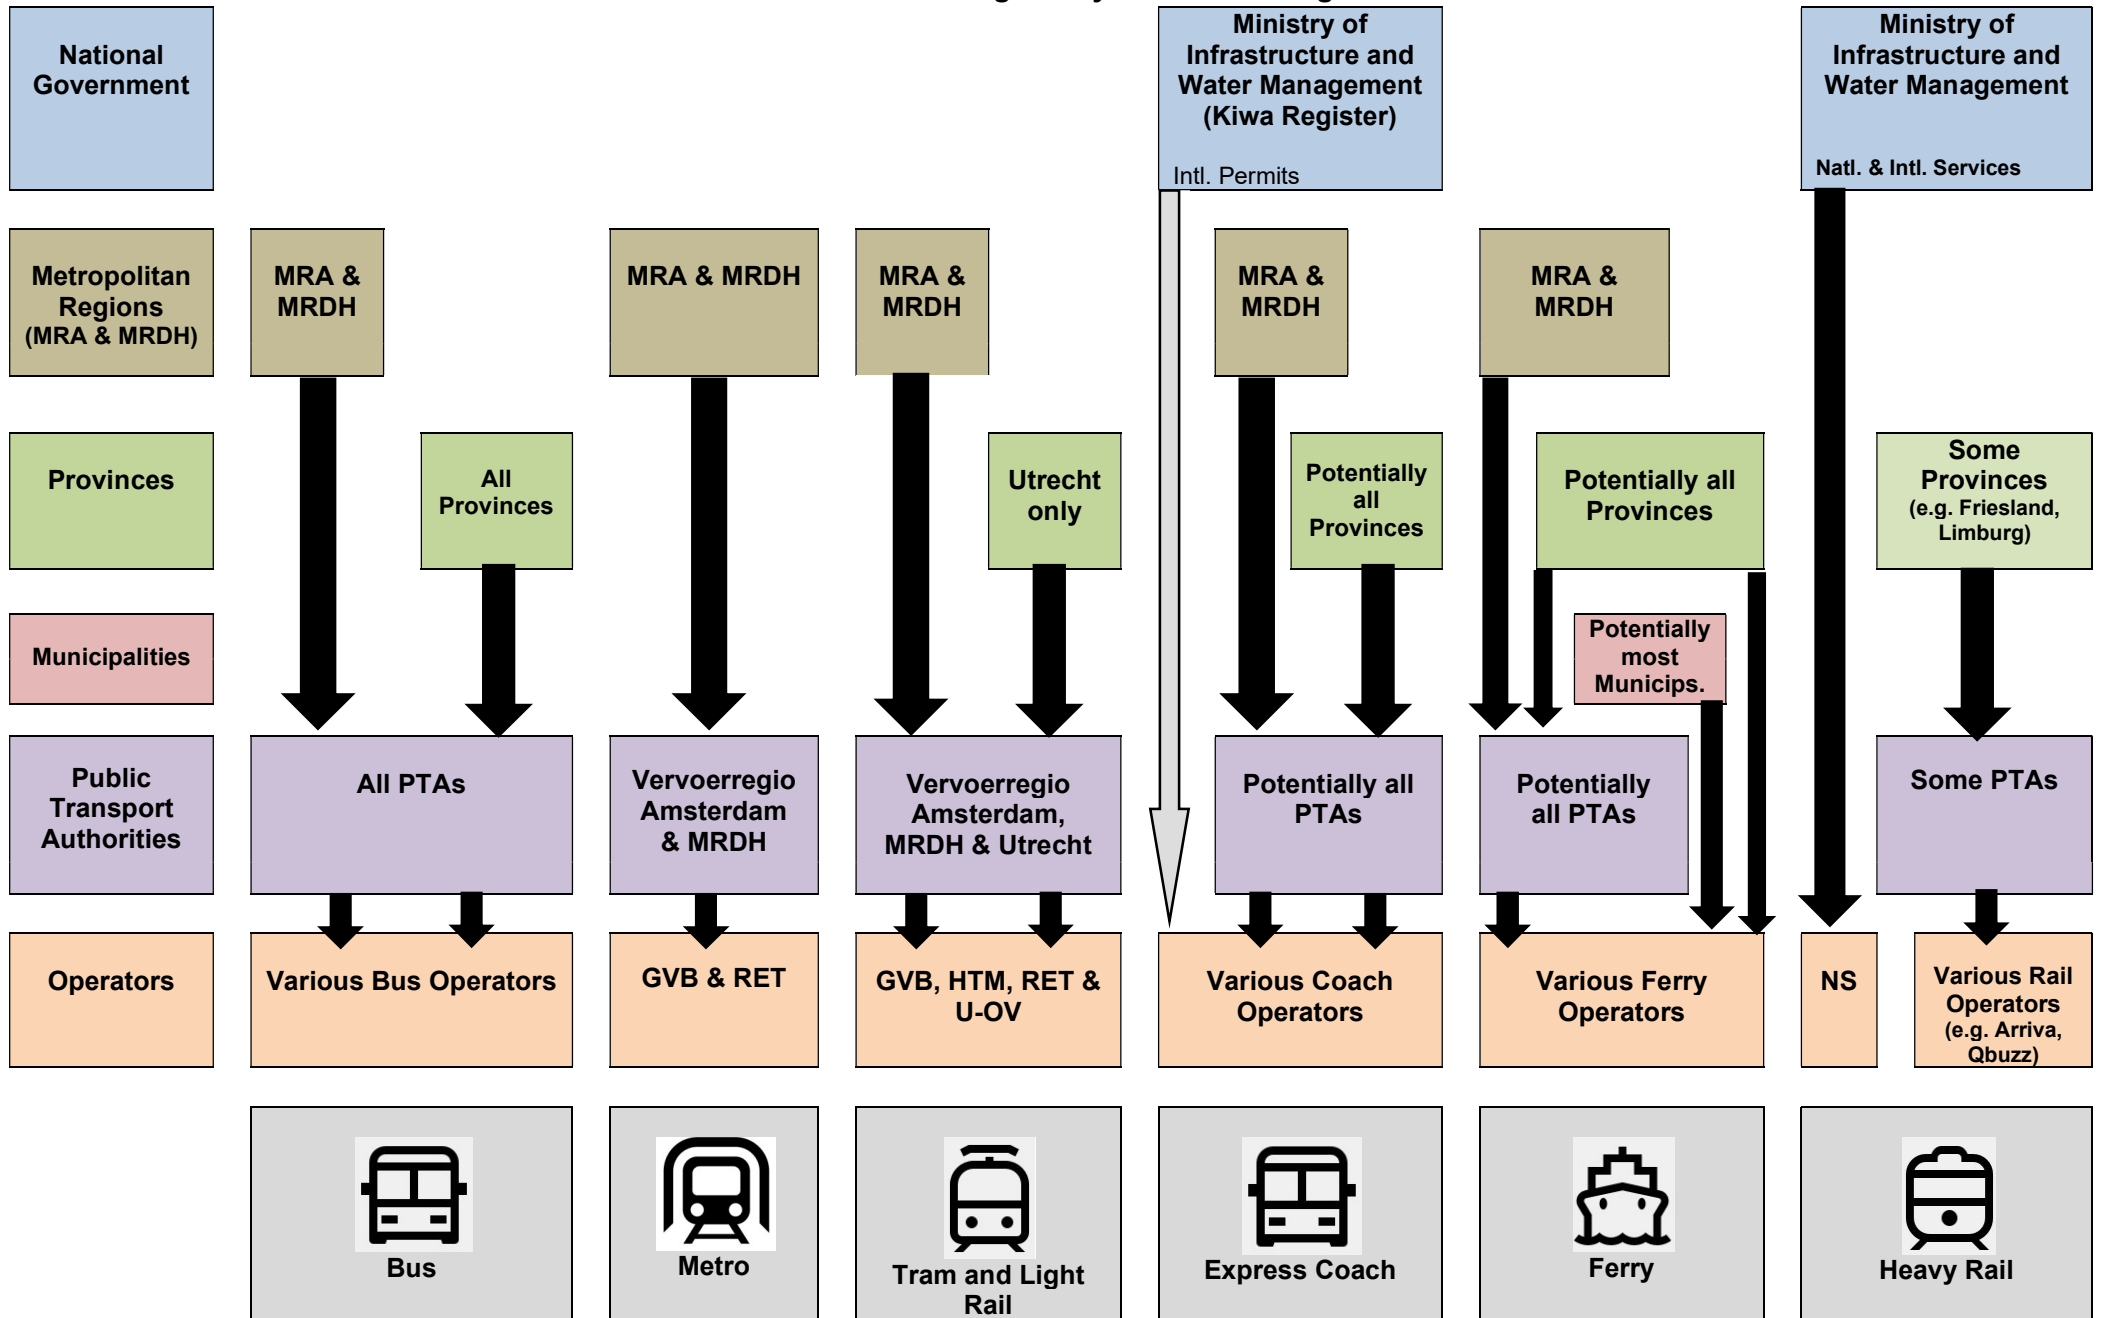 National
Government
Ministry of
Infrastructure and
Water Management
(Kiwa Register)
Intl. Permits
Ministry of
Infrastructure and
Water Management
Natl. & Intl. Services
Metropolitan
Regions
(MRA & MRDH)
MRA &
MRDH
MRA & MRDH
MRA &
MRDH
MRA &
MRDH
MRA &
MRDH
Provinces
All
Provinces
Utrecht
only
Potentially
all
Provinces
Potentially all
Provinces
Some
Provinces
(e.g. Friesland,
Limburg)
Municipalities
Potentially
most
Municips.
Public
Transport
Authorities
All PTAs
Vervoerregio
Amsterdam
& MRDH
Vervoerregio
Amsterdam,
MRDH & Utrecht
Potentially all
PTAs
Potentially
all PTAs
Some PTAs
Operators
Various Bus Operators
GVB & RET
GVB, HTM, RET &
U-OV
Various Coach
Operators
Various Ferry
Operators
NS
Various Rail
Operators
(e.g. Arriva,
Qbuzz)
Bus
Metro
Tram and Light
Rail
Express Coach
Ferry
Heavy Rail